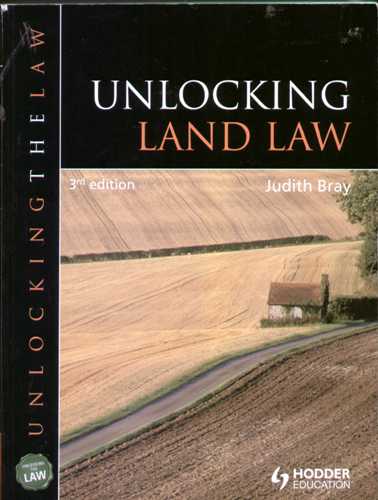 UNLOCKING
LAND LAW
3rd edition
Judith Bray
UNLOCKING THE LAW
LAW
HODDER
EDUCATION